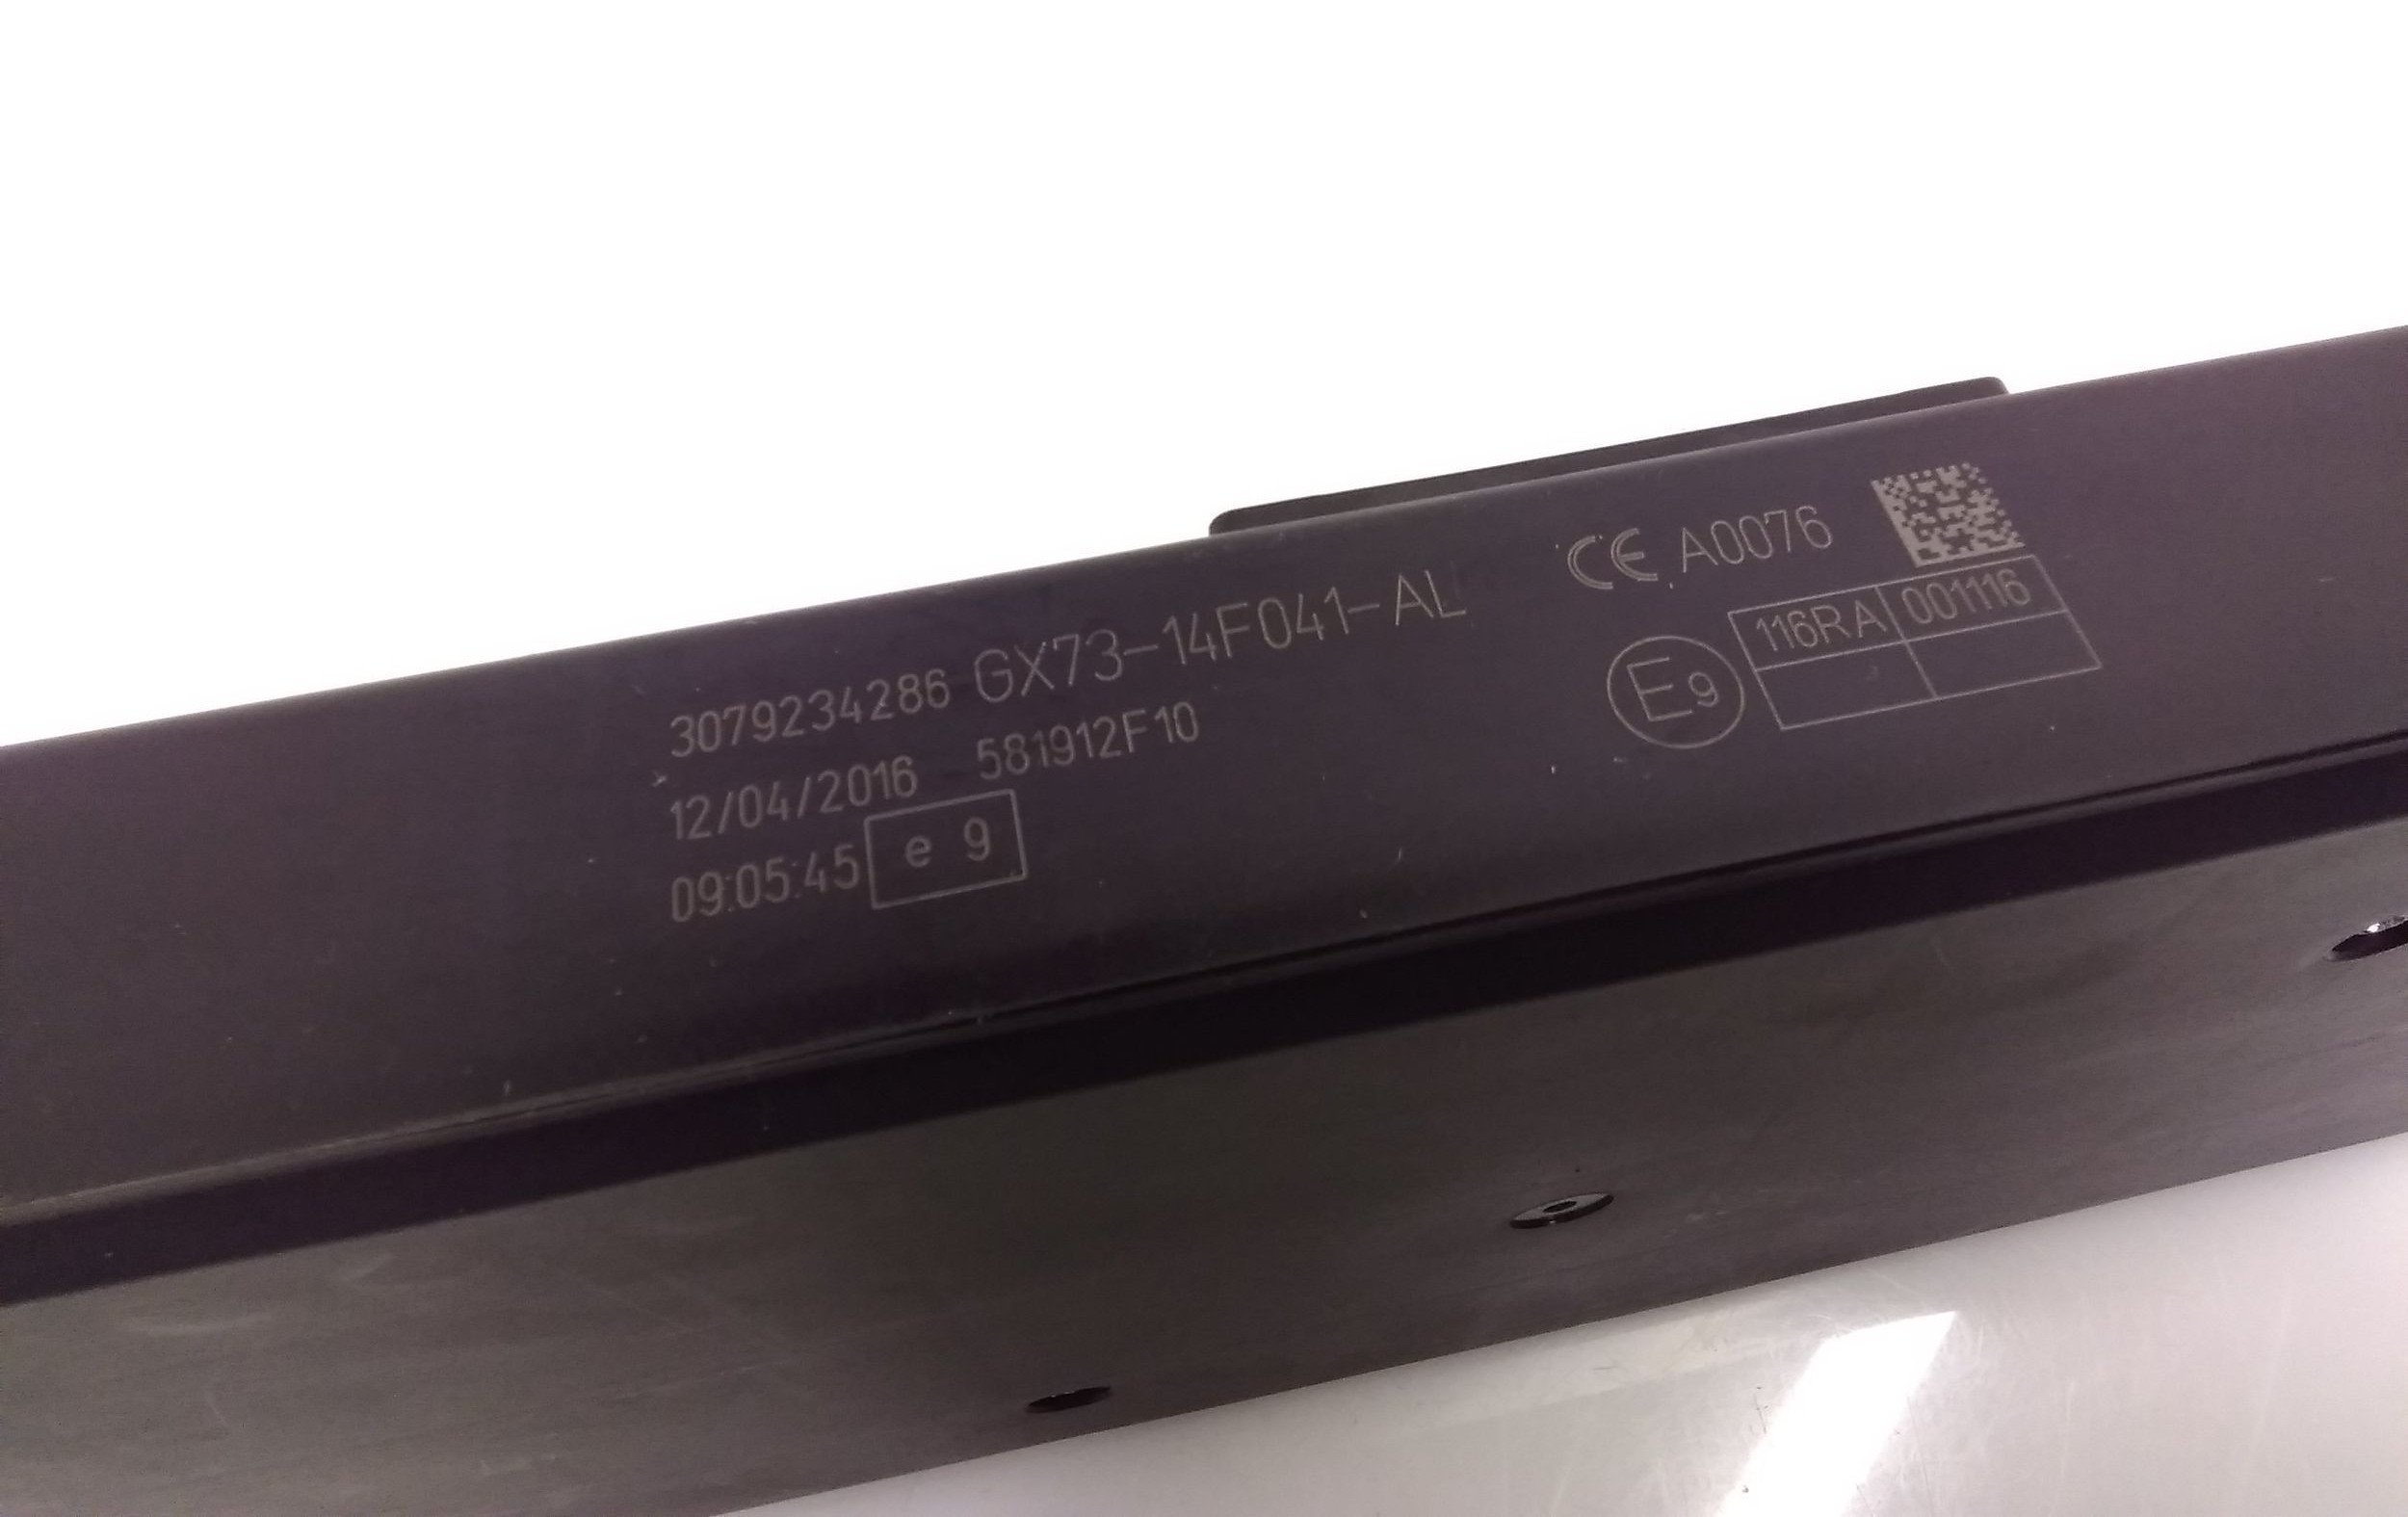 3079234286 GX73-14F041-AL
12/04/2016 581912F10
09:05:45 e 9
CE A0076
E9 116RA 001116